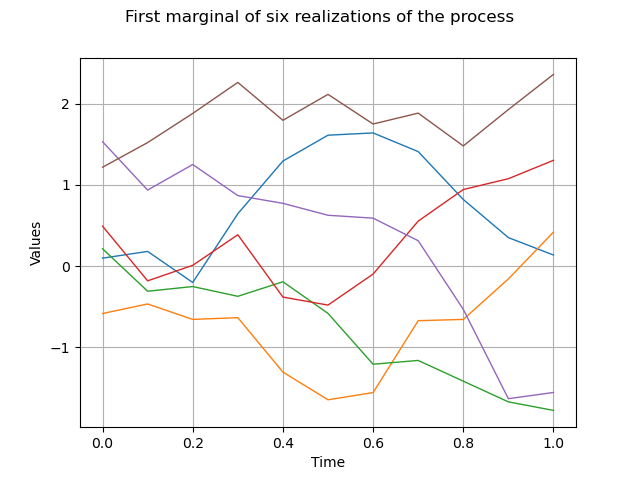 First marginal of six realizations of the process
Values
2
1
0
−1
0.0 0.2 0.4 0.6 0.8 1.0
Time